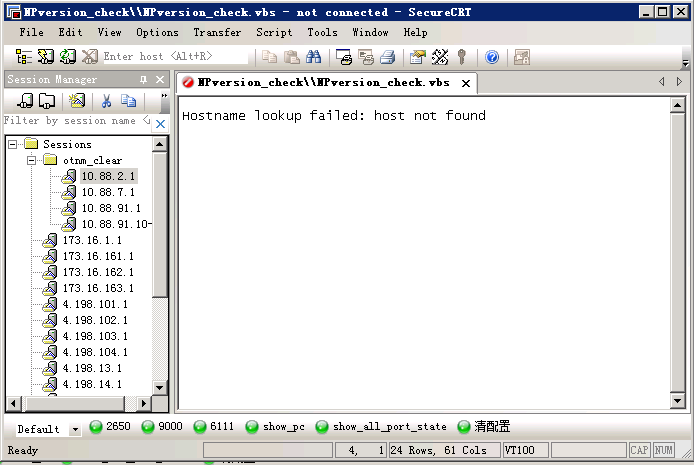 NPversion_check\\NPversion_check.vbs - not connected - SecureCRT
File Edit View Options Transfer Script Tools Window Help
Enter host <Alt+R>
Session Manager
NPversion_check\\NPversion_check.vbs
Filter by session name <
Hostname lookup failed: host not found
Sessions
otnm_clear
10.88.2.1
10.88.7.1
10.88.91.1
10.88.91.10
173.16.1.1
173.16.161.1
173.16.162.1
173.16.163.1
4.198.101.1
4.198.102.1
4.198.103.1
4.198.104.1
4.198.13.1
4.198.14.1
Default 2650 9000 6111 show_pc show_all_port_state 清配置
Ready 4, 1 24 Rows, 61 Cols VT100 CAP NUM